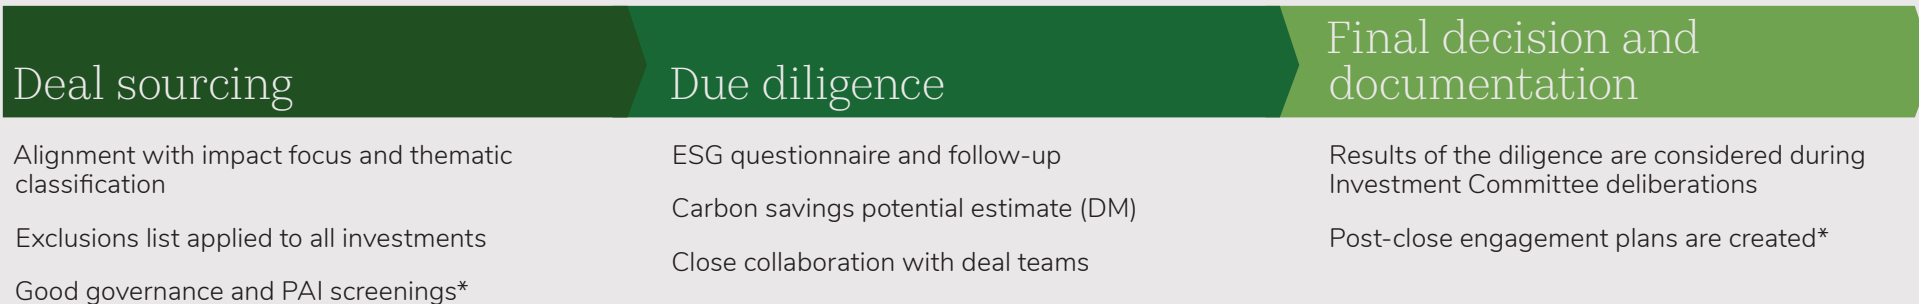 Deal sourcing
Alignment with impact focus and thematic
classification
Exclusions list applied to all investments
Good governance and PAI screenings*
Due diligence
ESG questionnaire and follow-up
Carbon savings potential estimate (DM)
Close collaboration with deal teams
Final decision and
documentation
Results of the diligence are considered during
Investment Committee deliberations
Post-close engagement plans are created*